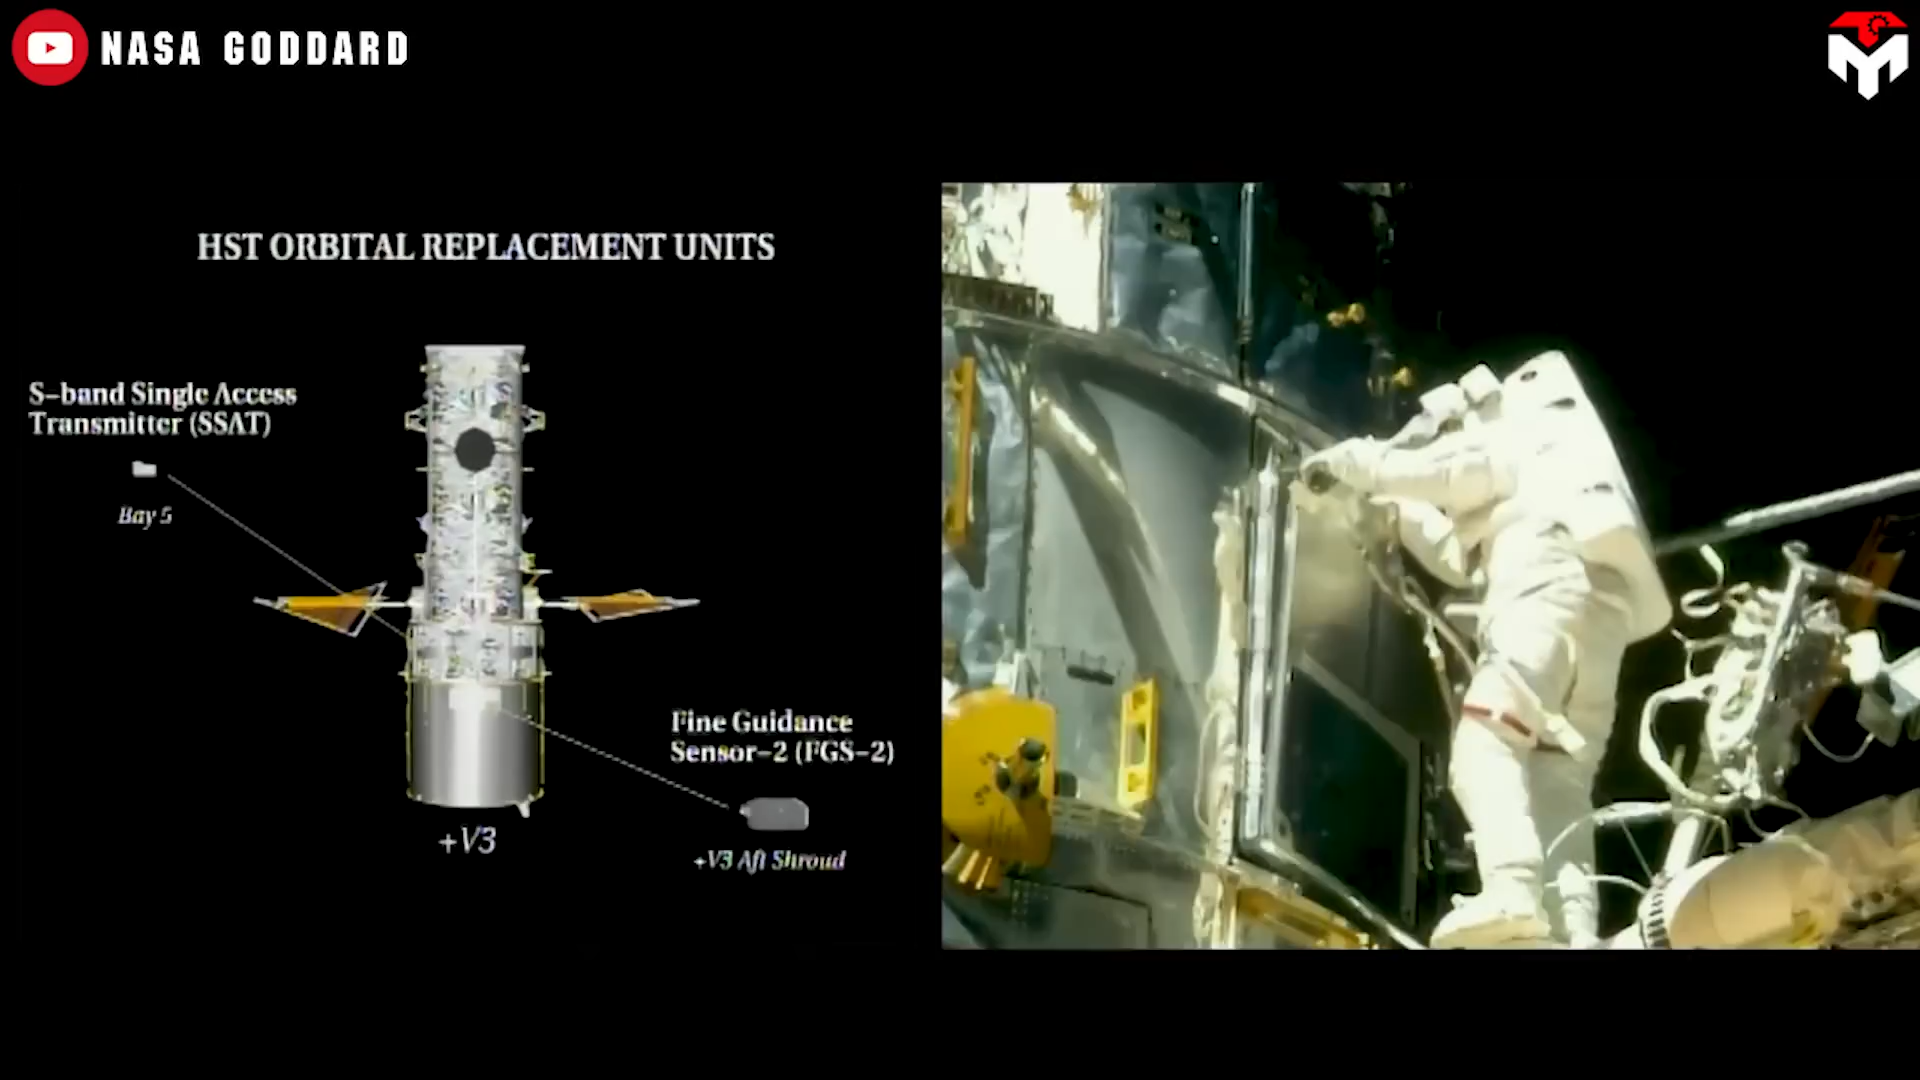 NASA GODDARD
HST ORBITAL REPLACEMENT UNITS
S-band Single Access
Transmitter (SSAT)
Bay 5
Fine Guidance
Sensor-2 (FGS-2)
+V3
+V3 Aft Shroud